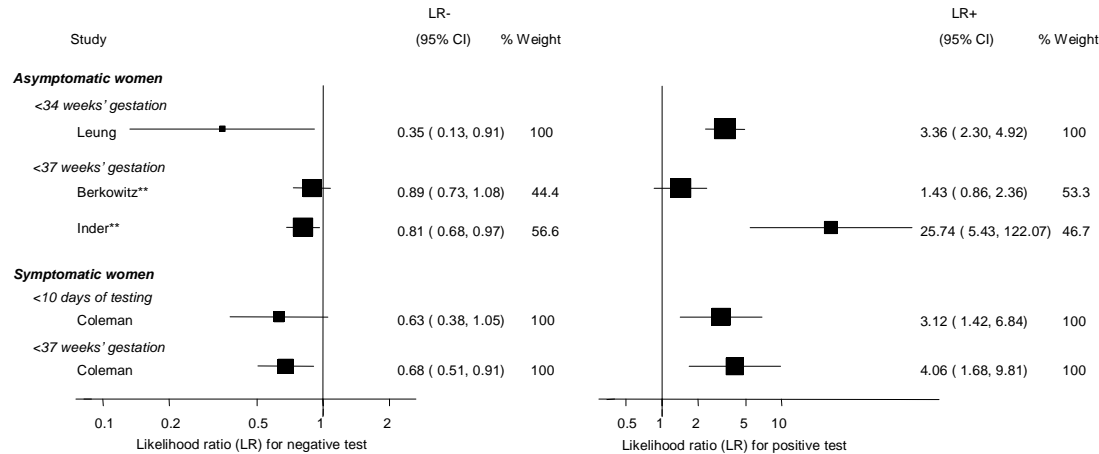 LR- LR+
Study (95% CI) % Weight (95% CI) % Weight
Asymptomatic women
<34 weeks’ gestation
Leung 0.35 ( 0.13, 0.91) 100 3.36 ( 2.30, 4.92) 100
<37 weeks’ gestation
Berkowitz** 0.89 ( 0.73, 1.08) 44.4 1.43 ( 0.86, 2.36) 53.3
Inder** 0.81 ( 0.68, 0.97) 56.6 25.74 ( 5.43, 122.07) 46.7
Symptomatic women
<10 days of testing
Coleman 0.63 ( 0.38, 1.05) 100 3.12 ( 1.42, 6.84) 100
<37 weeks’ gestation
Coleman 0.68 ( 0.51, 0.91) 100 4.06 ( 1.68, 9.81) 100
0.1 0.2 0.5 1 2 0.5 1 2 5 10
Likelihood ratio (LR) for negative test Likelihood ratio (LR) for positive test